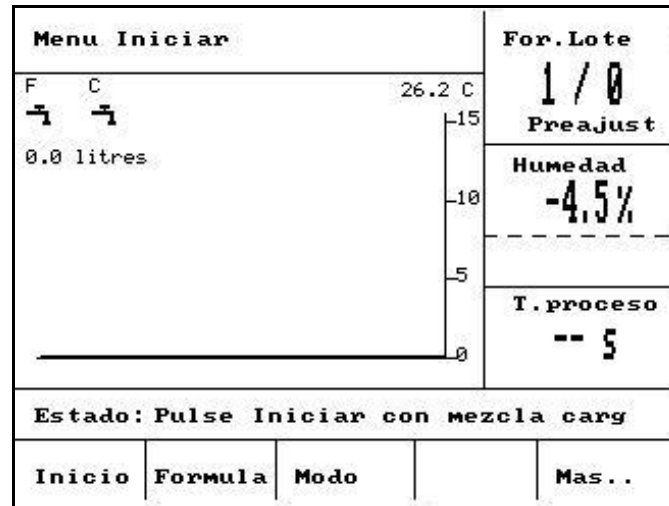 Menu Iniciar
For.Lote
1 / 0
Preajust
F C
26.2 C
0.0 litres
15
10
5
0
Humedad
-4.5%
T.proceso
-- s
Estado: Pulse Iniciar con mezcla carg
Inicio Formula Modo Mas..